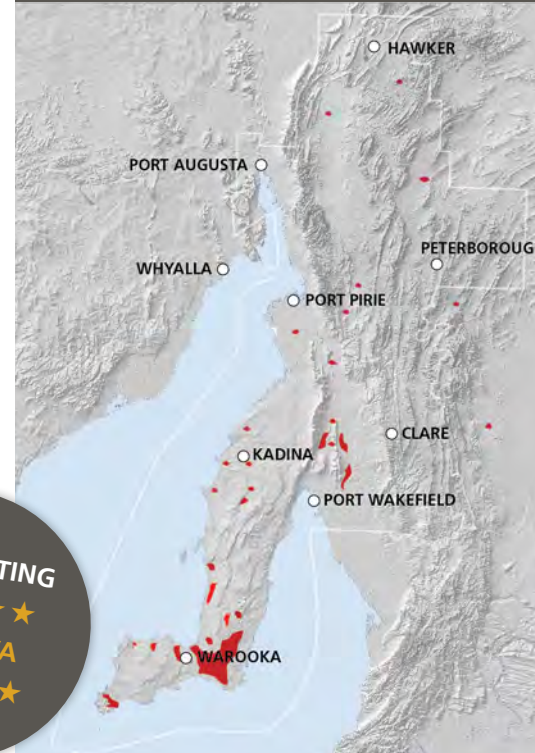 HAWKER
PORT AUGUSTA
PETERBOROUG
WHYALLA
PORT PIRIE
CLARE
KADINA
PORT WAKEFIELD
TING
WAROOKA
A